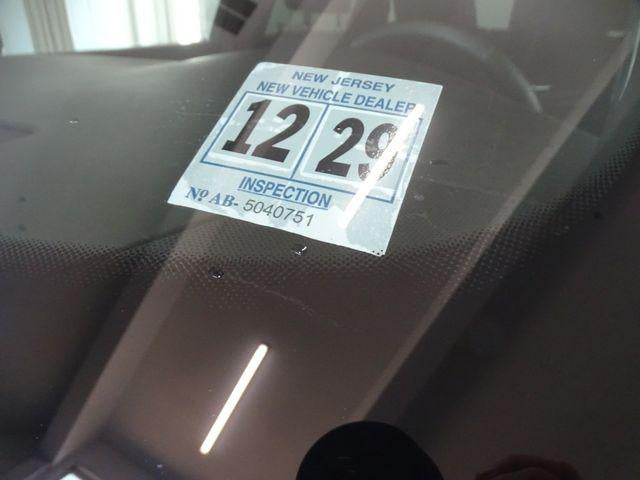 NEW JERSEY
NEW VEHICLE DEALER
12 29
INSPECTION
Nº AB- 5040751